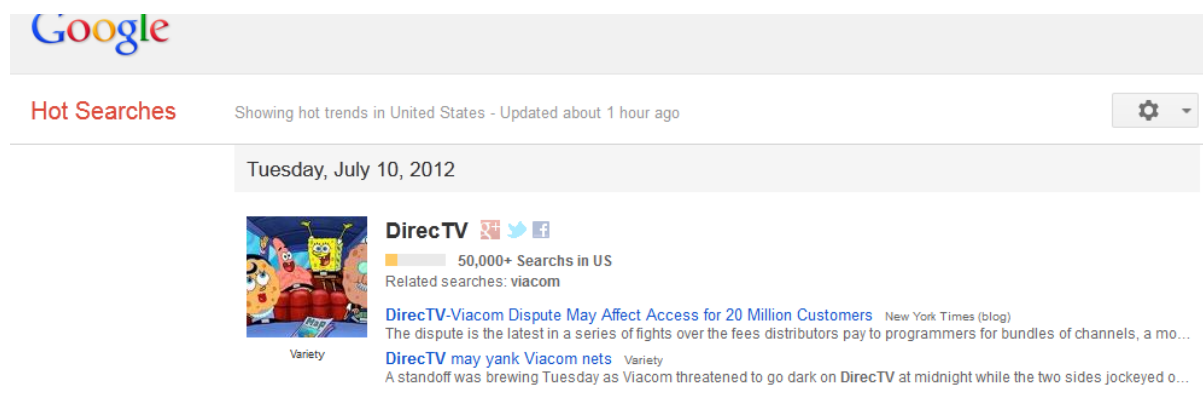 Google
Hot Searches
Showing hot trends in United States - Updated about 1 hour ago
Tuesday, July 10, 2012
DirecTV
50,000+ Searchs in US
Related searches: viacom
DirecTV-Viacom Dispute May Affect Access for 20 Million Customers New York Times (blog)
The dispute is the latest in a series of fights over the fees distributors pay to programmers for bundles of channels, a mo...
Variety
DirecTV may yank Viacom nets Variety
A standoff was brewing Tuesday as Viacom threatened to go dark on DirecTV at midnight while the two sides jockeyed o...